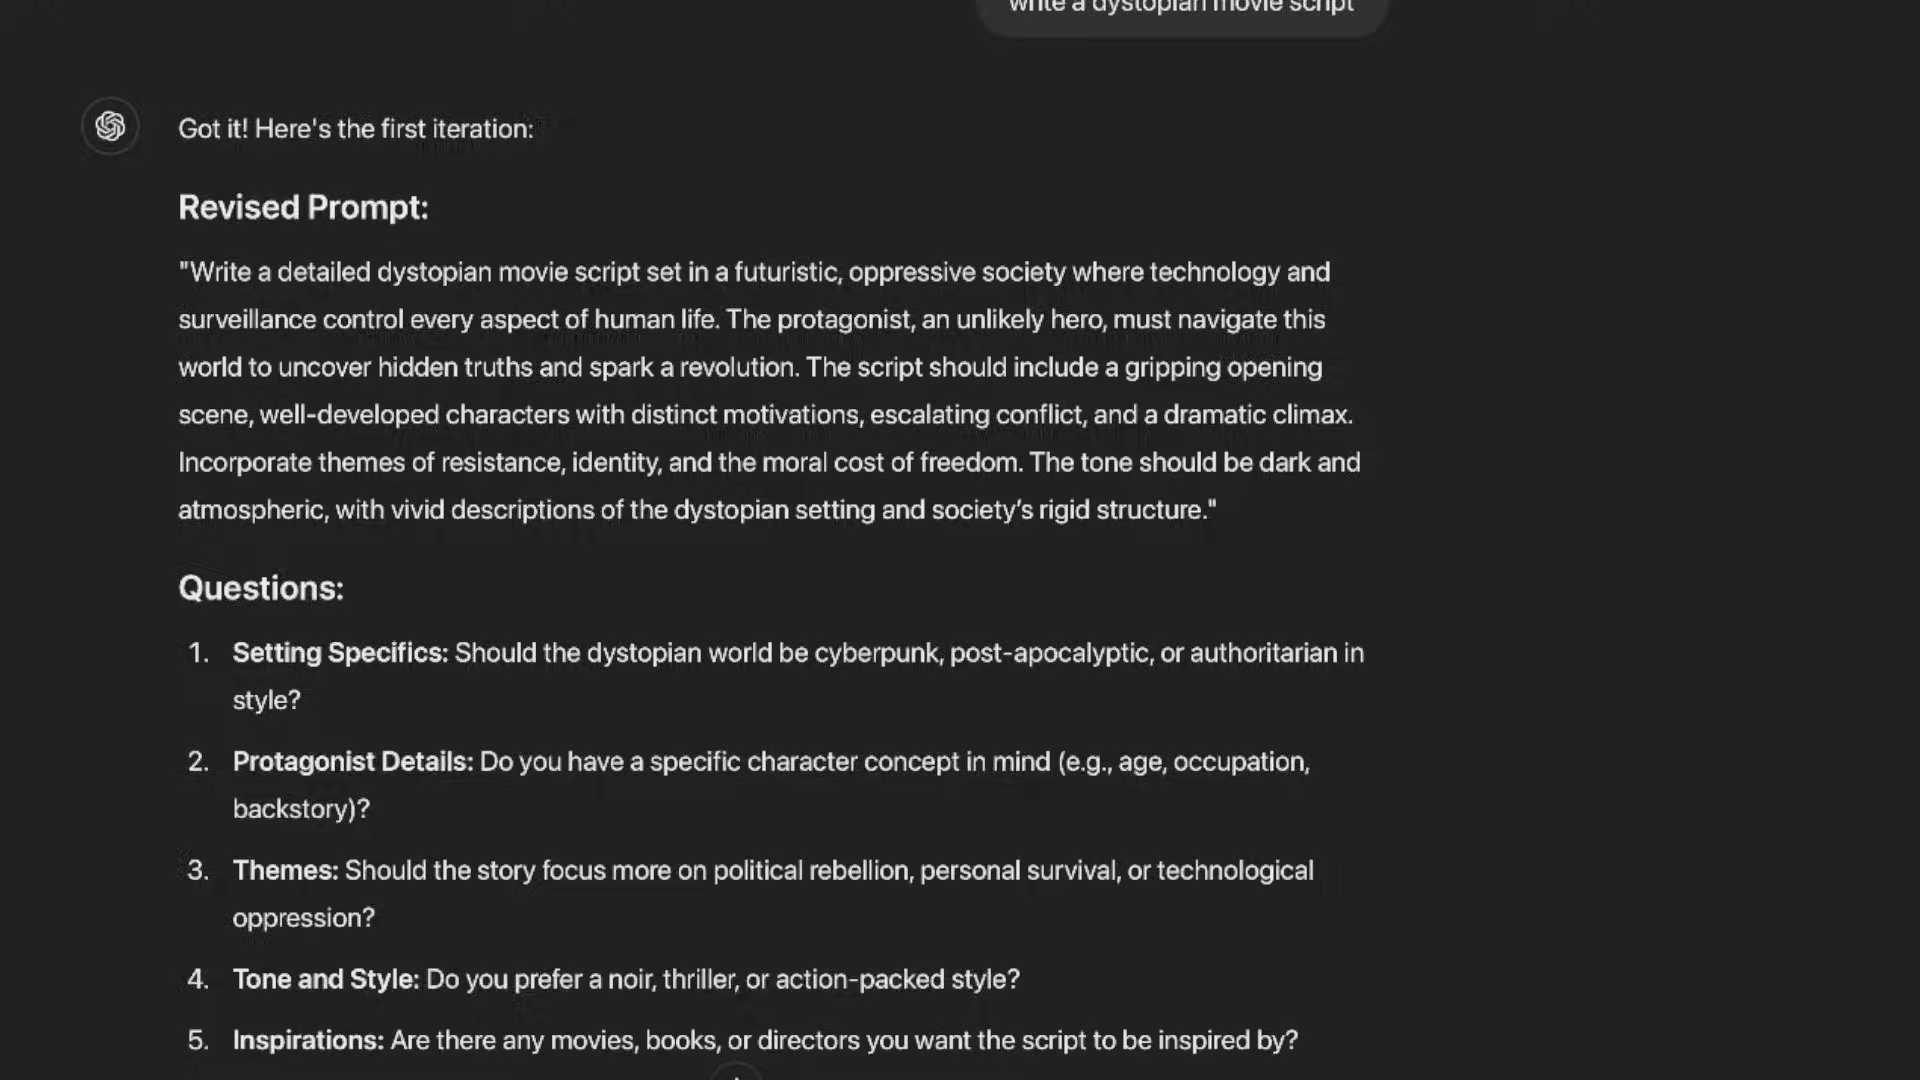 write a dystopian movie script
Got it! Here's the first iteration:
Revised Prompt:
"Write a detailed dystopian movie script set in a futuristic, oppressive society where technology and
surveillance control every aspect of human life. The protagonist, an unlikely hero, must navigate this
world to uncover hidden truths and spark a revolution. The script should include a gripping opening
scene, well-developed characters with distinct motivations, escalating conflict, and a dramatic climax.
Incorporate themes of resistance, identity, and the moral cost of freedom. The tone should be dark and
atmospheric, with vivid descriptions of the dystopian setting and society’s rigid structure."
Questions:
1. Setting Specifics: Should the dystopian world be cyberpunk, post-apocalyptic, or authoritarian in
style?
2. Protagonist Details: Do you have a specific character concept in mind (e.g., age, occupation,
backstory)?
3. Themes: Should the story focus more on political rebellion, personal survival, or technological
oppression?
4. Tone and Style: Do you prefer a noir, thriller, or action-packed style?
5. Inspirations: Are there any movies, books, or directors you want the script to be inspired by?